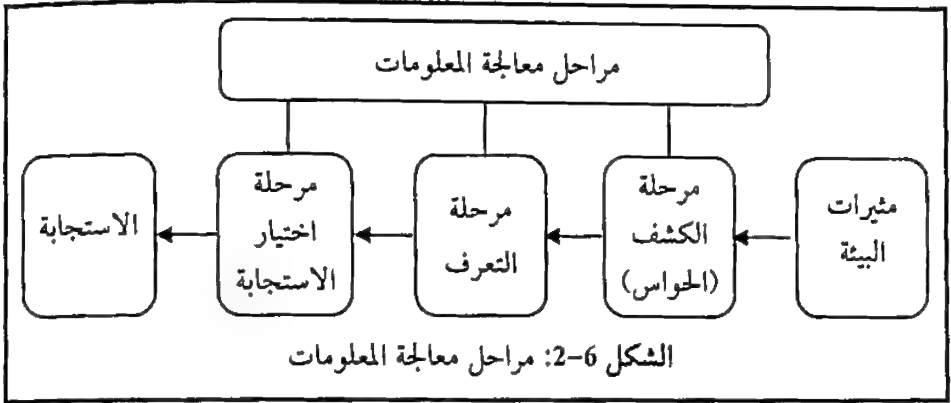 مراحل معالجة المعلومات
مثيرات
البيئة
مرحلة
الكشف
(الحواس)
مرحلة
التعرف
مرحلة
اختيار
الاستجابة
الاستجابة
الشكل 6-2: مراحل معالجة المعلومات